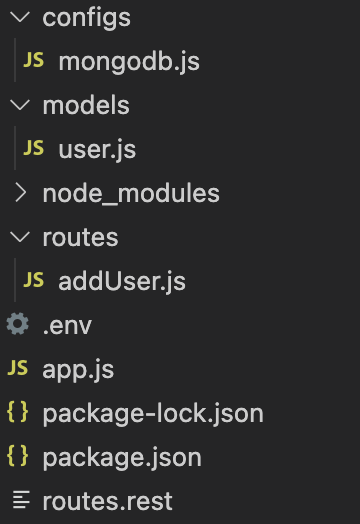 configs
JS mongodb.js
models
JS user.js
node_modules
routes
JS addUser.js
.env
JS app.js
{} package-lock.json
{} package.json
routes.rest